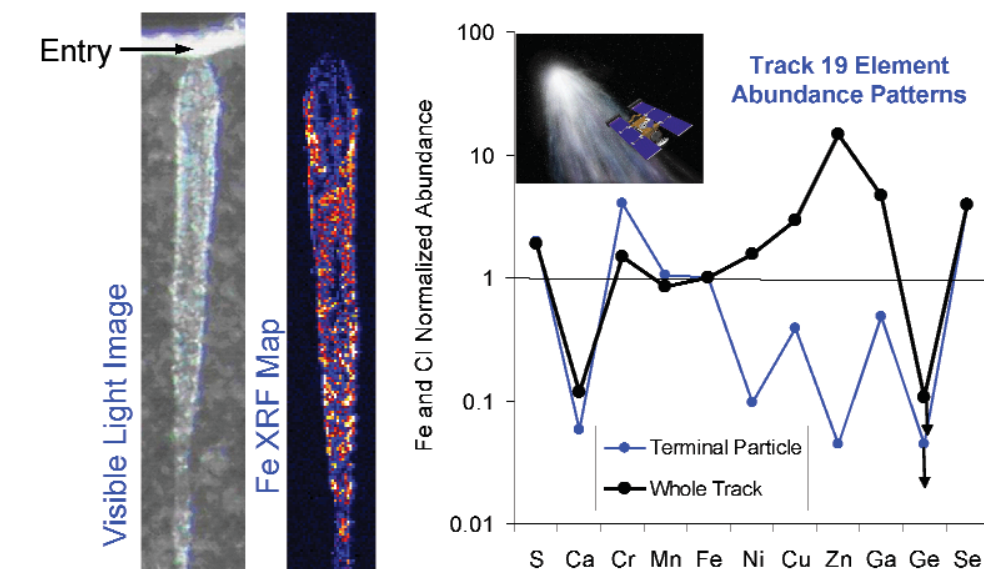 Entry
Visible Light Image
Fe XRF Map
Fe and CI Normalized Abundance
100
10
1
0.1
0.01
Track 19 Element
Abundance Patterns
Terminal Particle
Whole Track
S Ca Cr Mn Fe Ni Cu Zn Ga Ge Se